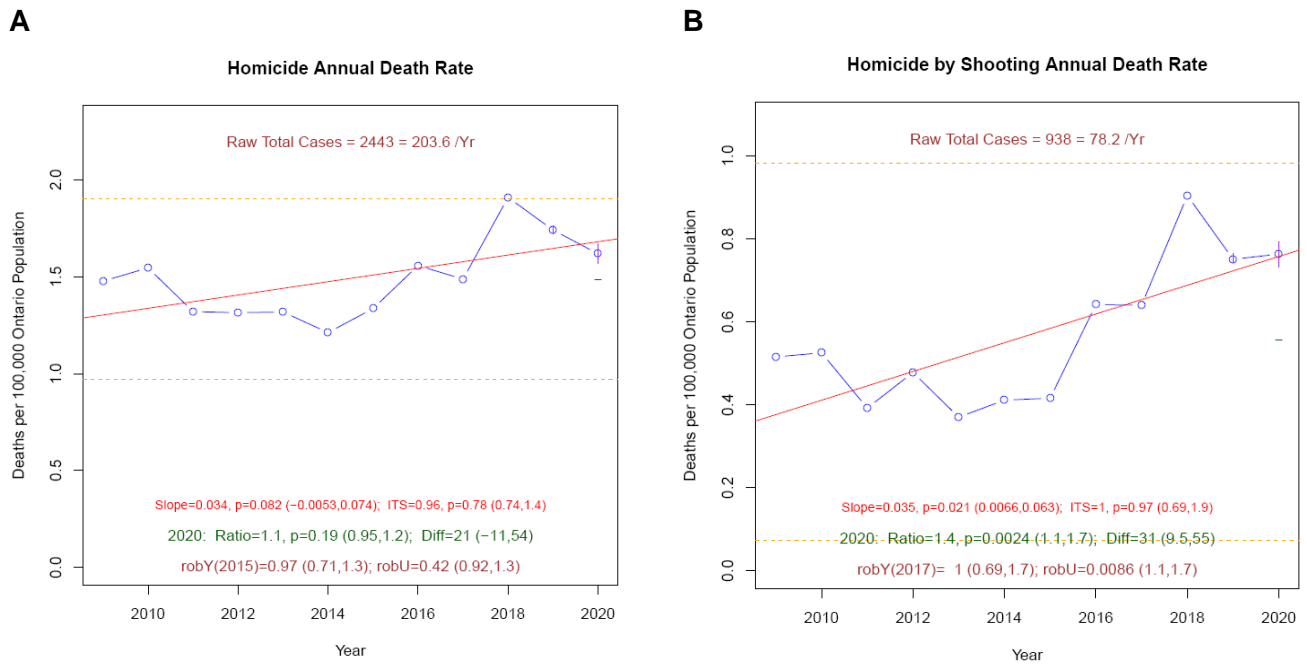 A
Homicide Annual Death Rate
Raw Total Cases = 2443 = 203.6 /Yr
Deaths per 100,000 Ontario Population
2.0
1.5
1.0
0.5
0.0
Slope=0.034, p=0.082 (−0.0053,0.074);  ITS=0.96, p=0.78 (0.74,1.4)
2020:  Ratio=1.1, p=0.19 (0.95,1.2);  Diff=21 (−11,54)
robY(2015)=0.97 (0.71,1.3); robU=0.42 (0.92,1.3)
2010 2012 2014 2016 2018 2020
Year
B
Homicide by Shooting Annual Death Rate
Raw Total Cases = 938 = 78.2 /Yr
Deaths per 100,000 Ontario Population
1.0
0.8
0.6
0.4
0.2
0.0
Slope=0.035, p=0.021 (0.0066,0.063);  ITS=1, p=0.97 (0.69,1.9)
2020:  Ratio=1.4, p=0.0024 (1.1,1.7);  Diff=31 (9.5,55)
robY(2017)=  1 (0.69,1.7); robU=0.0086 (1.1,1.7)
2010 2012 2014 2016 2018 2020
Year